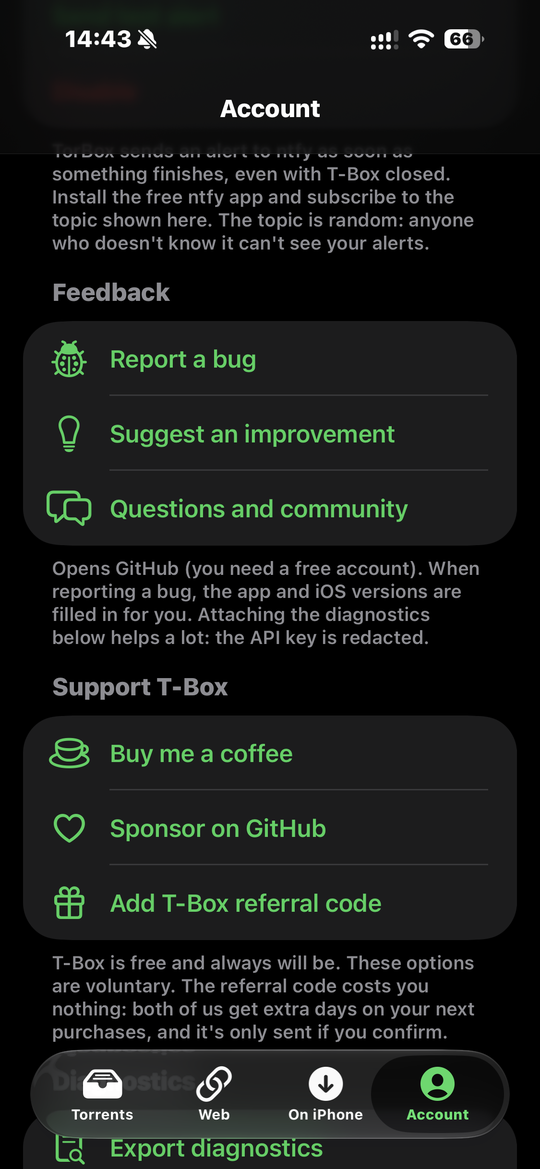 14:43
66
Account
TorBox sends an alert to ntfy as soon as
something finishes, even with T-Box closed.
Install the free ntfy app and subscribe to the
topic shown here. The topic is random: anyone
who doesn't know it can't see your alerts.
Feedback
Report a bug
Suggest an improvement
Questions and community
Opens GitHub (you need a free account). When
reporting a bug, the app and iOS versions are
filled in for you. Attaching the diagnostics
below helps a lot: the API key is redacted.
Support T-Box
Buy me a coffee
Sponsor on GitHub
Add T-Box referral code
T-Box is free and always will be. These options
are voluntary. The referral code costs you
nothing: both of us get extra days on your next
purchases, and it's only sent if you confirm.
Diagnostics
Torrents
Web
On iPhone
Account
Export diagnostics